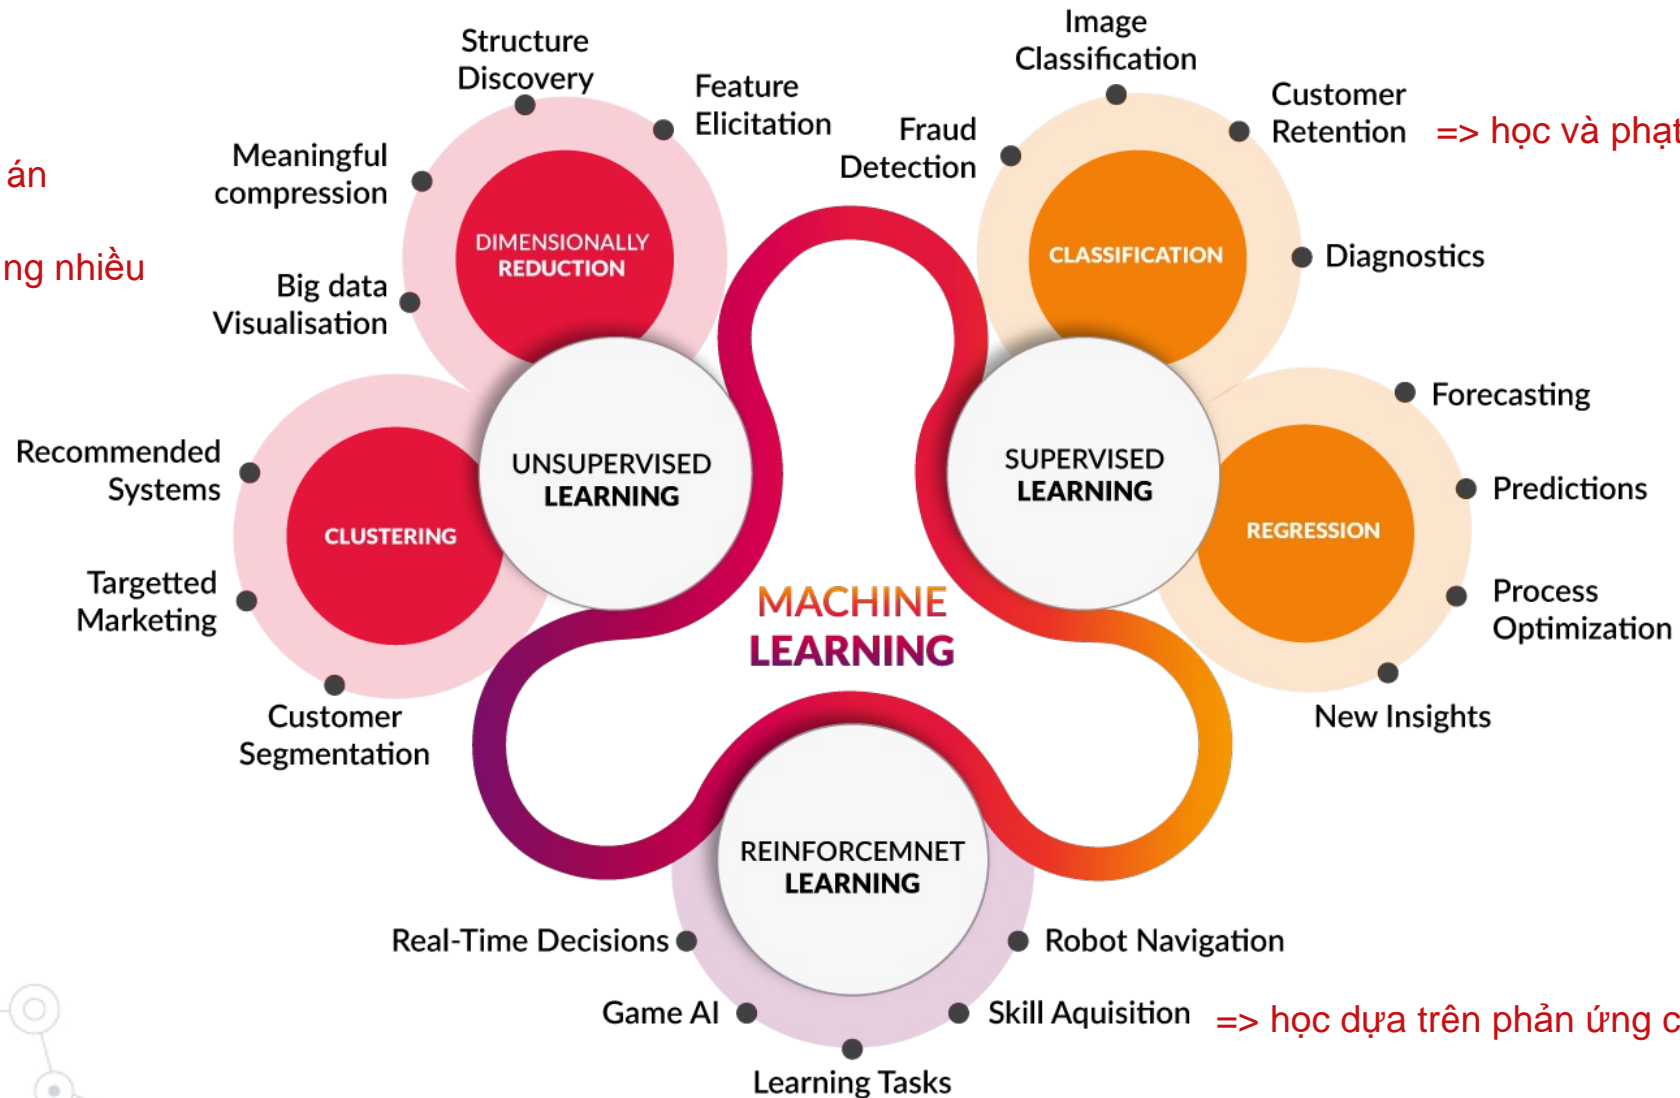 Structure
Discovery
Feature
Elicitation
Meaningful
compression
Big data
Visualisation
DIMENSIONALLY
REDUCTION
án
ng nhiều
Image
Classification
Customer
Retention
=> học và phạt
Fraud
Detection
CLASSIFICATION
Diagnostics
Recommended
Systems
Targetted
Marketing
Customer
Segmentation
CLUSTERING
UNSUPERVISED
LEARNING
SUPERVISED
LEARNING
Forecasting
Predictions
Process
Optimization
New Insights
REGRESSION
MACHINE
LEARNING
REINFORCEMNET
LEARNING
Real-Time Decisions
Robot Navigation
Game AI
Skill Aquisition
=> học dựa trên phản ứng c
Learning Tasks